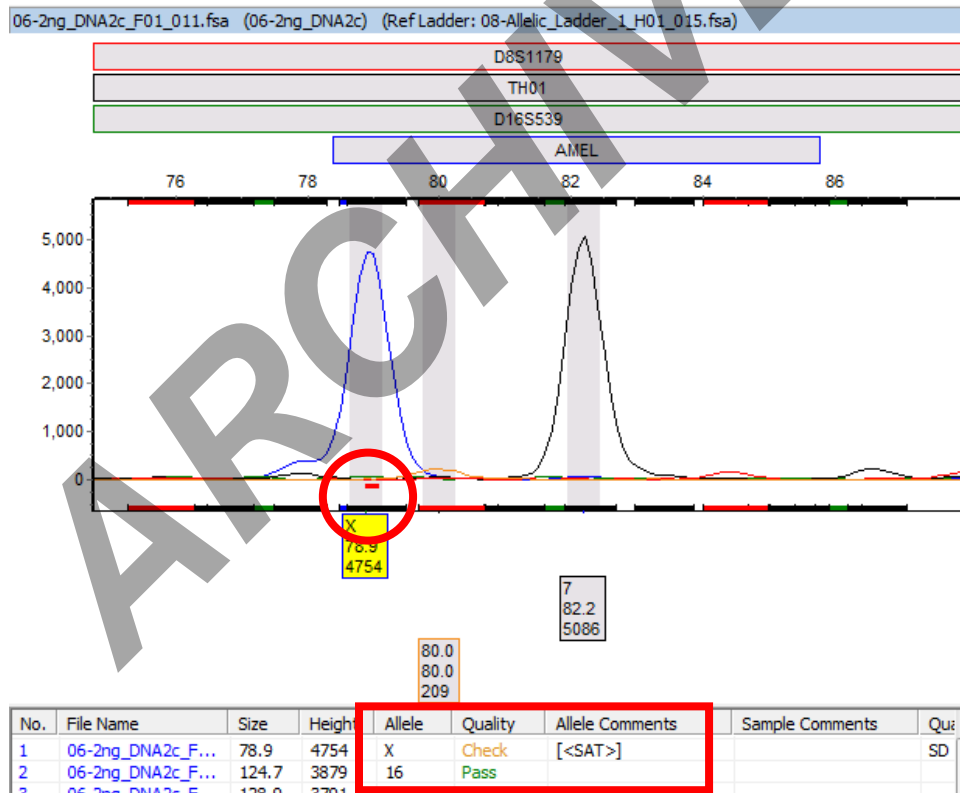 06-2ng_DNA2c_F01_011.fsa (06-2ng_DNA2c) (Ref Ladder: 08-Allelic_Ladder_1_H01_015.fsa)
D8S1179
TH01
D16S539
AMEL
76 78 80 82 84 86
5,000
4,000
3,000
2,000
1,000
0
X
78.9
4754
7
82.2
5086
80.0
80.0
209
ARCHIV
No. File Name Size Height Allele Quality Allele Comments Sample Comments Qua
1 06-2ng_DNA2c_F... 78.9 4754 X Check [<SAT>] SD
2 06-2ng_DNA2c_F... 124.7 3879 16 Pass